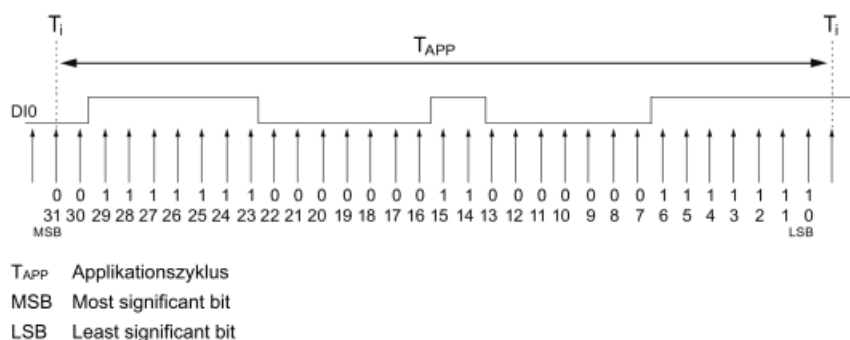 Ti Ti
TAPP
DI0
0 0 1 1 1 1 1 1 1 0 0 0 0 0 0 0 1 1 0 0 0 0 0 0 0 1 1 1 1 1 1 1
31 30 29 28 27 26 25 24 23 22 21 20 19 18 17 16 15 14 13 12 11 10 9 8 7 6 5 4 3 2 1 0
MSB LSB
TAPP Applikationszyklus
MSB Most significant bit
LSB Least significant bit